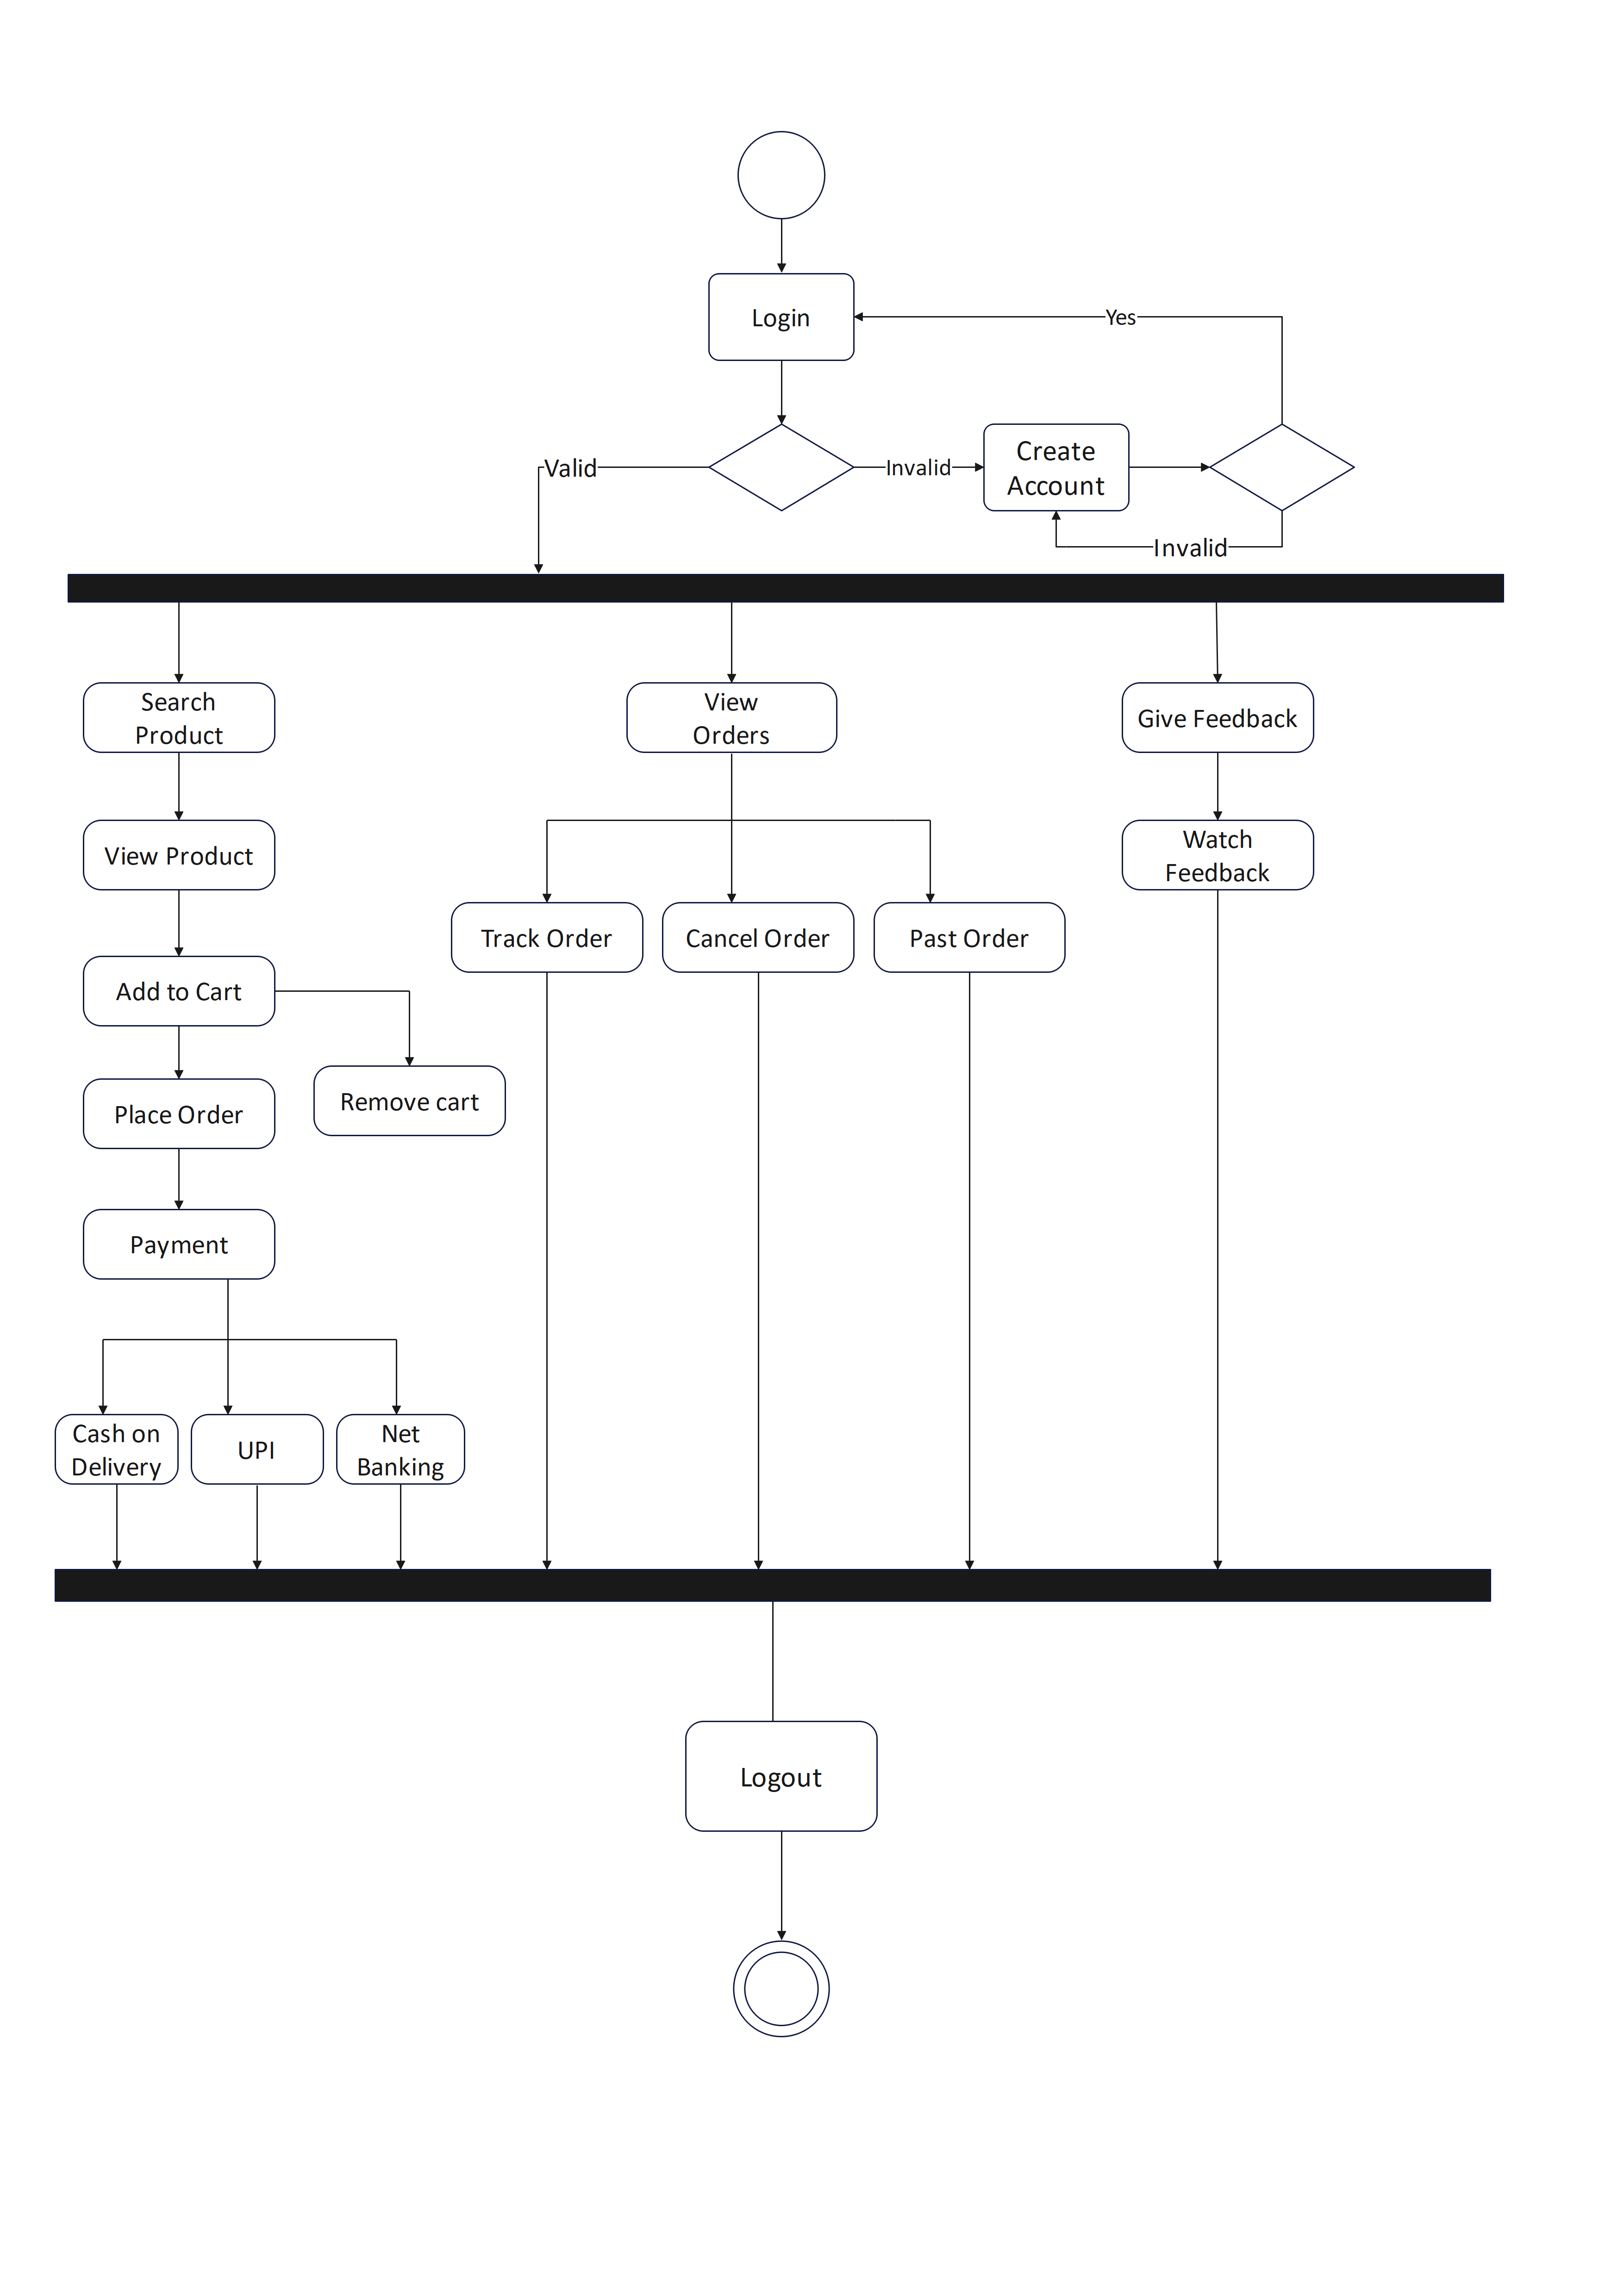 Login
Yes
Valid
Invalid
Create
Account
Invalid
Search
Product
View
Orders
Give Feedback
View Product
Watch
Feedback
Track Order
Cancel Order
Past Order
Add to Cart
Remove cart
Place Order
Payment
Cash on
Delivery
UPI
Net
Banking
Logout